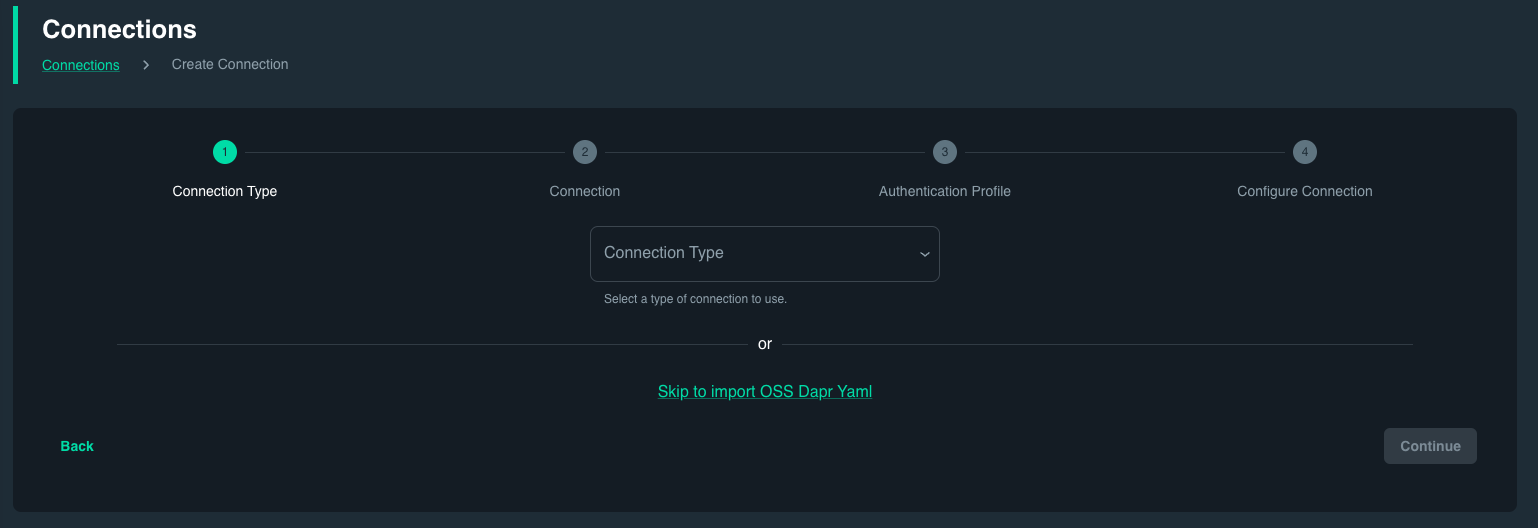 Connections
Connections > Create Connection
1 2 3 4
Connection Type Connection Authentication Profile Configure Connection
Connection Type
Select a type of connection to use.
or
Skip to import OSS Dapr Yaml
Back Continue